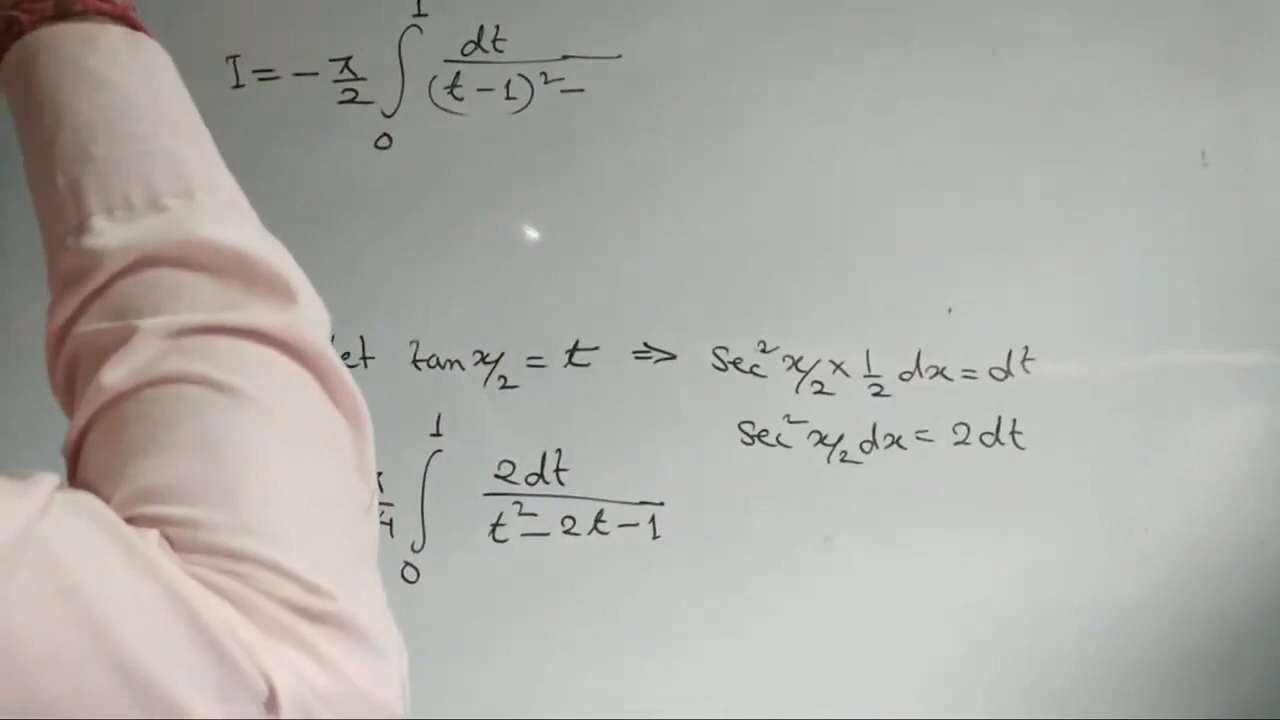 I = - π/2 ∫₀¹ dt/((t-1)² -
et tan x/2 = t ⇒ sec² x/2 × 1/2 dx = dt
sec² x/2 dx = 2dt
∫₀¹ 2dt/(t² - 2t - 1)